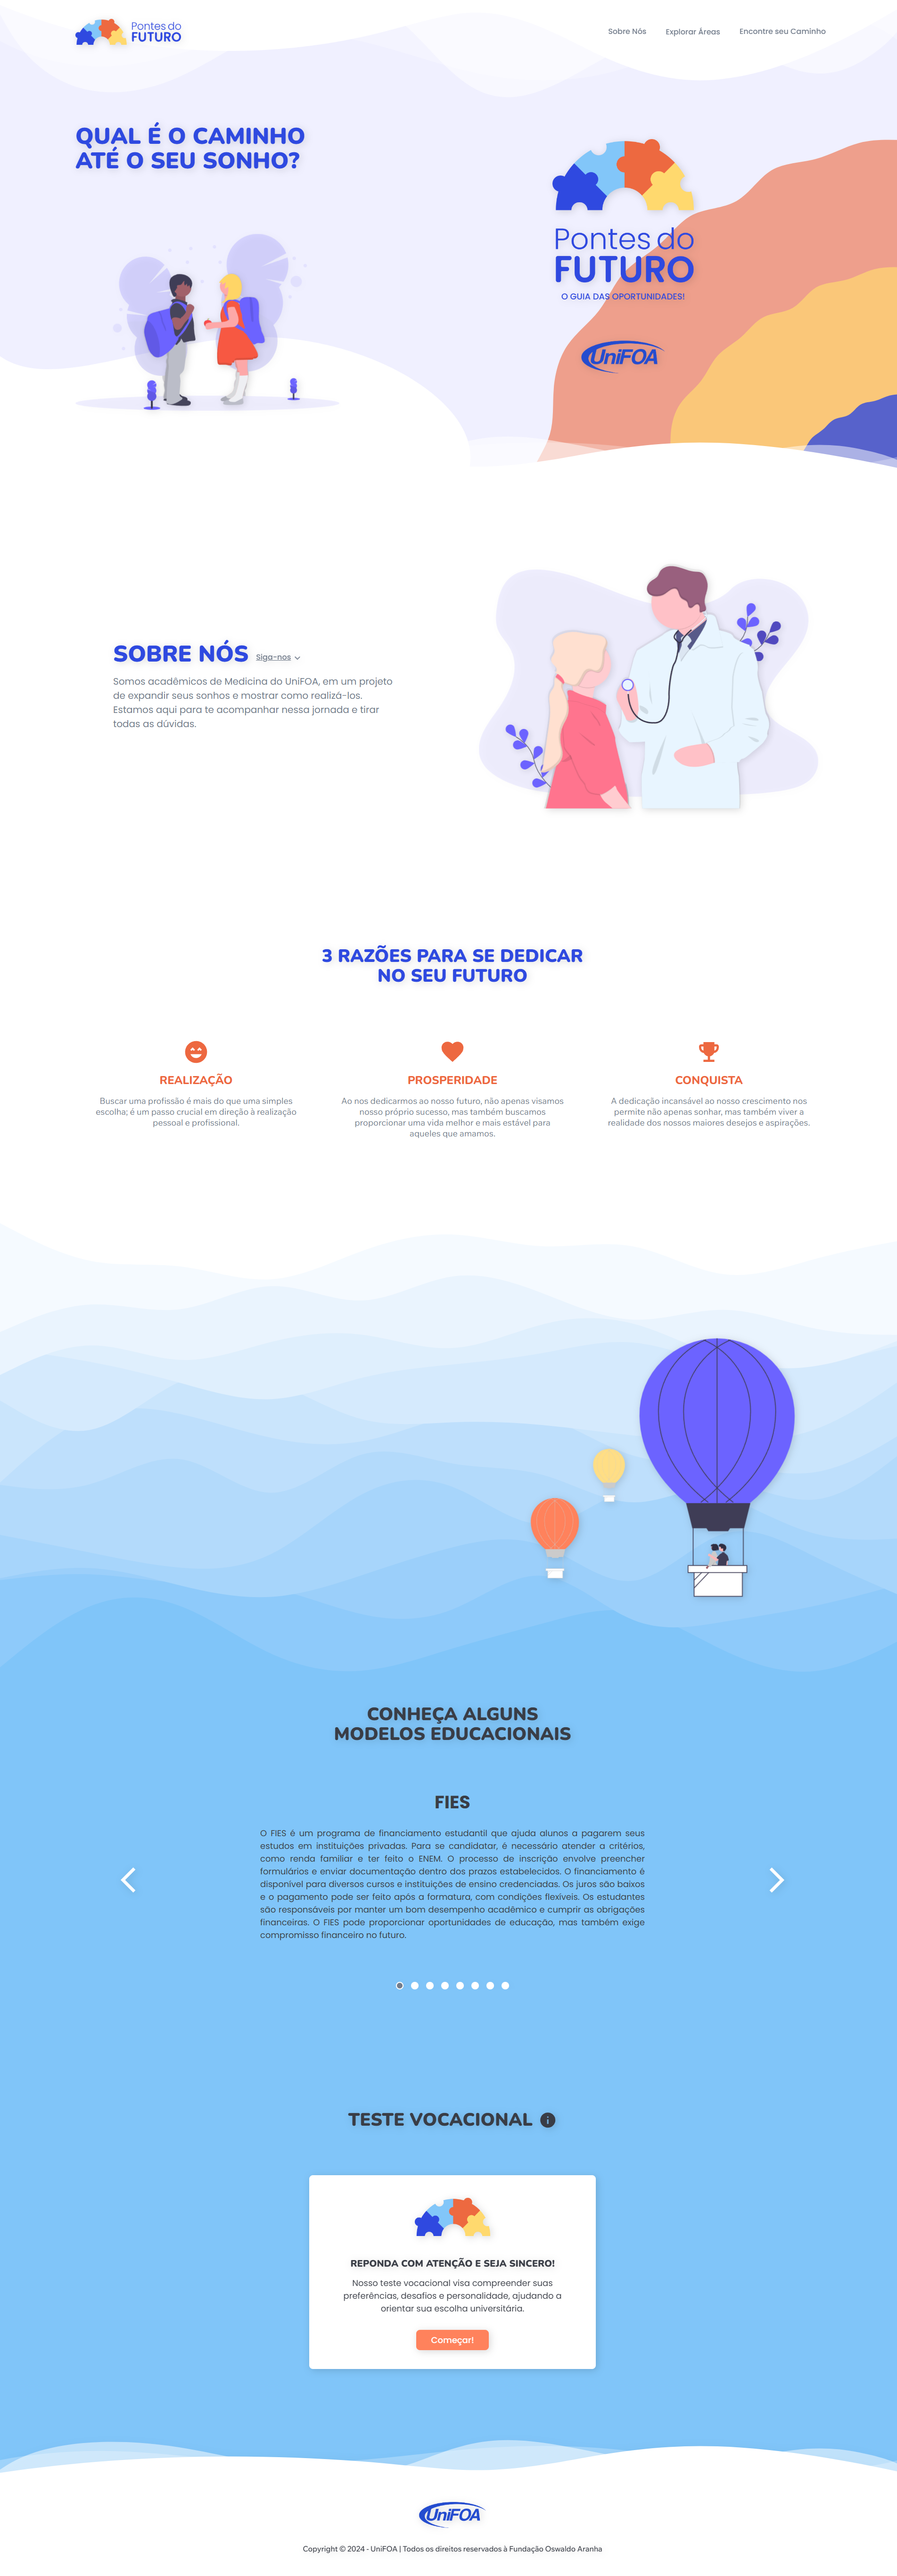 Pontes do
FUTURO
Sobre Nós
Explorar Áreas
Encontre seu Caminho
QUAL É O CAMINHO
ATÉ O SEU SONHO?
Pontes do
FUTURO
O GUIA DAS OPORTUNIDADES!
UniFOA
SOBRE NÓS
Siga-nos
Somos acadêmicos de Medicina do UniFOA, em um projeto
de expandir seus sonhos e mostrar como realizá-los.
Estamos aqui para te acompanhar nessa jornada e tirar
todas as dúvidas.
3 RAZÕES PARA SE DEDICAR
NO SEU FUTURO
REALIZAÇÃO
Buscar uma profissão é mais do que uma simples
escolha; é um passo crucial em direção à realização
pessoal e profissional.
PROSPERIDADE
Ao nos dedicarmos ao nosso futuro, não apenas visamos
nosso próprio sucesso, mas também buscamos
proporcionar uma vida melhor e mais estável para
aqueles que amamos.
CONQUISTA
A dedicação incansável ao nosso crescimento nos
permite não apenas sonhar, mas também viver a
realidade dos nossos maiores desejos e aspirações.
CONHEÇA ALGUNS
MODELOS EDUCACIONAIS
FIES
O FIES é um programa de financiamento estudantil que ajuda alunos a pagarem seus
estudos em instituições privadas. Para se candidatar, é necessário atender a critérios,
como renda familiar e ter feito o ENEM. O processo de inscrição envolve preencher
formulários e enviar documentação dentro dos prazos estabelecidos. O financiamento é
disponível para diversos cursos e instituições de ensino credenciadas. Os juros são baixos
e o pagamento pode ser feito após a formatura, com condições flexíveis. Os estudantes
são responsáveis por manter um bom desempenho acadêmico e cumprir as obrigações
financeiras. O FIES pode proporcionar oportunidades de educação, mas também exige
compromisso financeiro no futuro.
TESTE VOCACIONAL
REPONDA COM ATENÇÃO E SEJA SINCERO!
Nosso teste vocacional visa compreender suas
preferências, desafios e personalidade, ajudando a
orientar sua escolha universitária.
Começar!
UniFOA
Copyright © 2024 - UniFOA | Todos os direitos reservados à Fundação Oswaldo Aranha